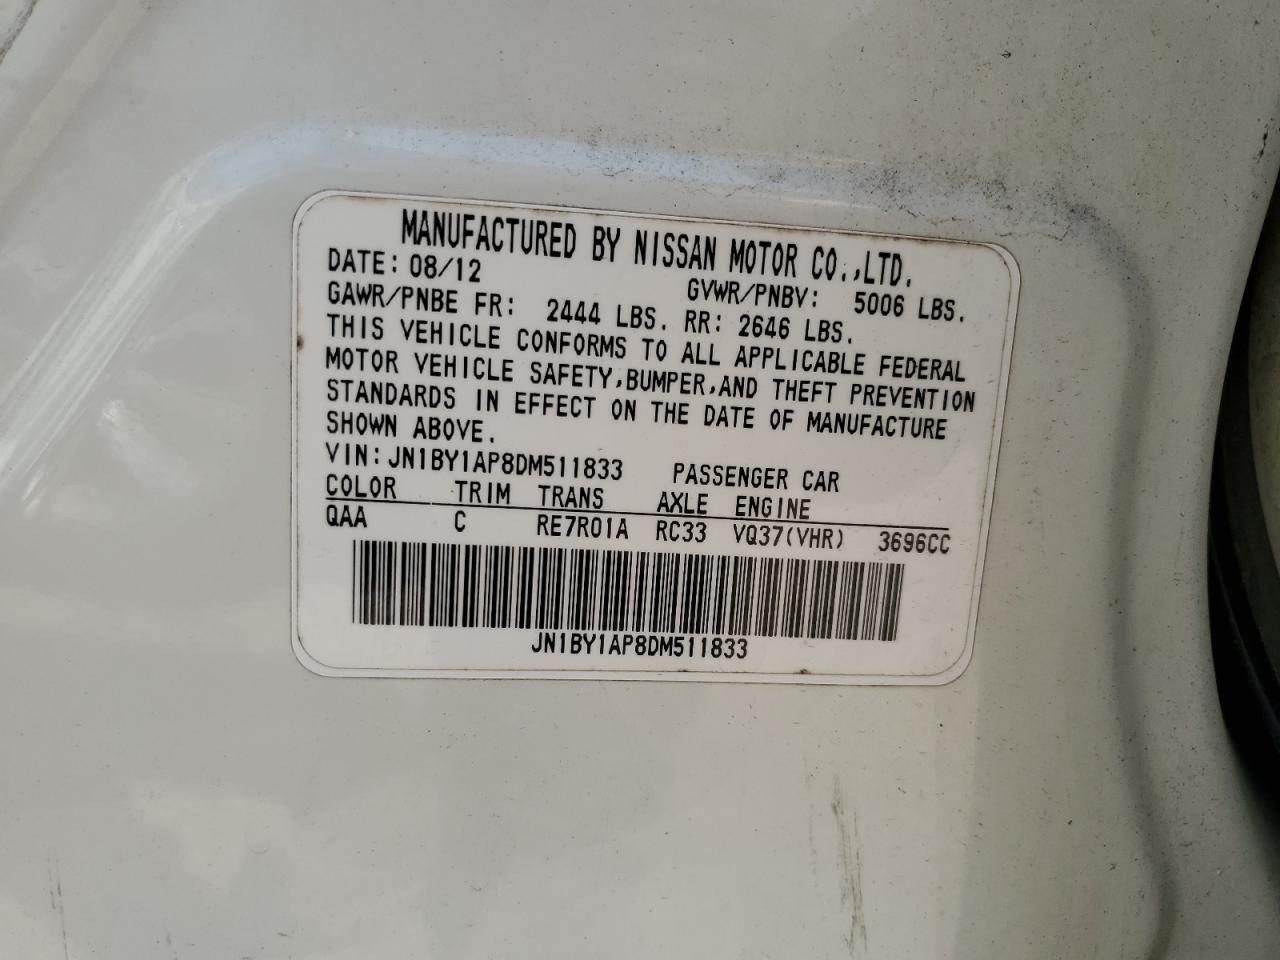 MANUFACTURED BY NISSAN MOTOR CO.,LTD.
DATE: 08/12 GVWR/PNBV: 5006 LBS.
GAWR/PNBE FR: 2444 LBS. RR: 2646 LBS.
THIS VEHICLE CONFORMS TO ALL APPLICABLE FEDERAL
MOTOR VEHICLE SAFETY,BUMPER,AND THEFT PREVENTION
STANDARDS IN EFFECT ON THE DATE OF MANUFACTURE
SHOWN ABOVE.
VIN:JN1BY1AP8DM511833 PASSENGER CAR
COLOR TRIM TRANS AXLE ENGINE
QAA C RE7R01A RC33 VQ37(VHR) 3696CC
JN1BY1AP8DM511833